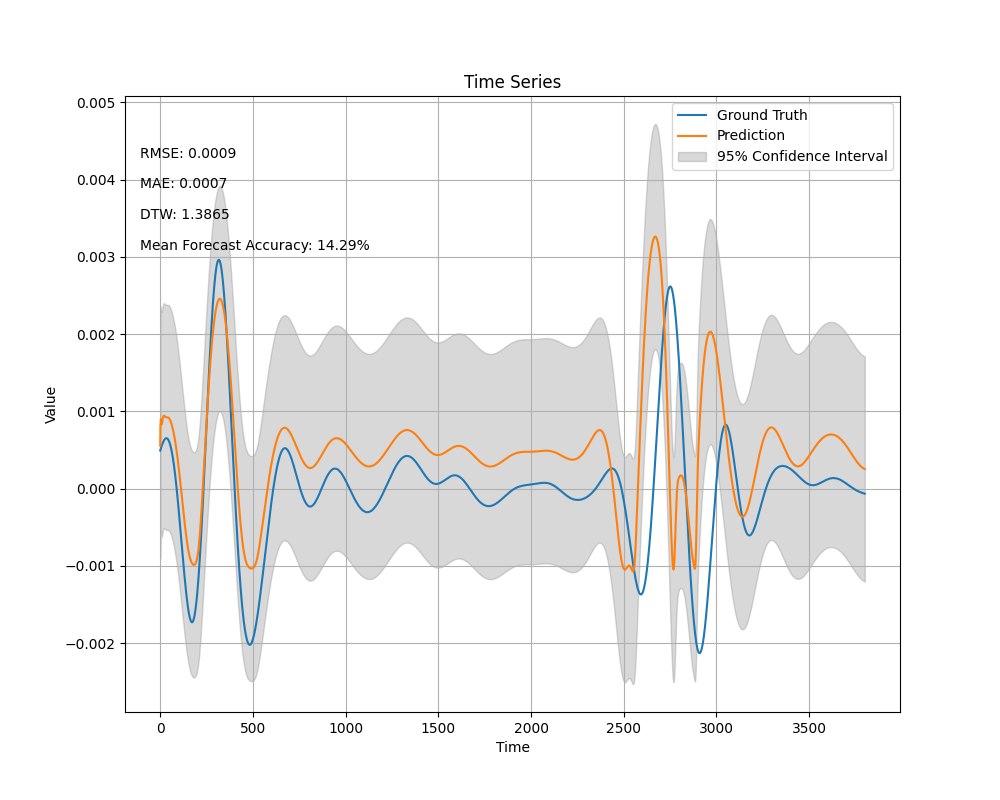 Time Series
0.005
0.004
0.003
0.002
0.001
0.000
−0.001
−0.002
Value
RMSE: 0.0009
MAE: 0.0007
DTW: 1.3865
Mean Forecast Accuracy: 14.29%
Ground Truth
Prediction
95% Confidence Interval
0 500 1000 1500 2000 2500 3000 3500
Time